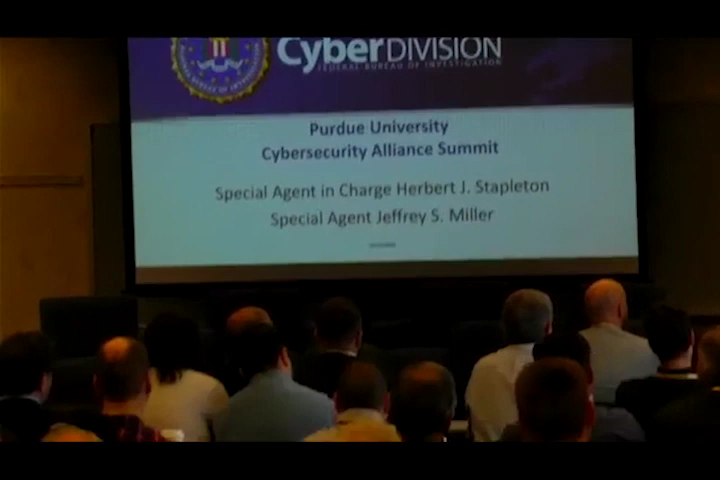 CyberDIVISION
FEDERAL BUREAU OF INVESTIGATION
Purdue University
Cybersecurity Alliance Summit
Special Agent in Charge Herbert J. Stapleton
Special Agent Jeffrey S. Miller